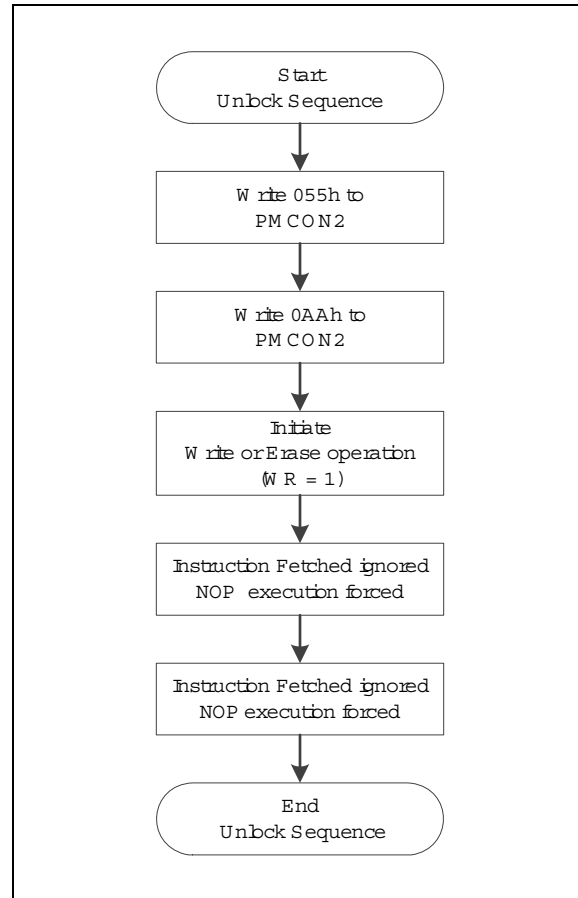 Start
Unlock Sequence
Write 055h to
PMCON2
Write 0AAh to
PMCON2
Initiate
Write or Erase operation
(WR = 1)
Instruction Fetched ignored
NOP execution forced
Instruction Fetched ignored
NOP execution forced
End
Unlock Sequence